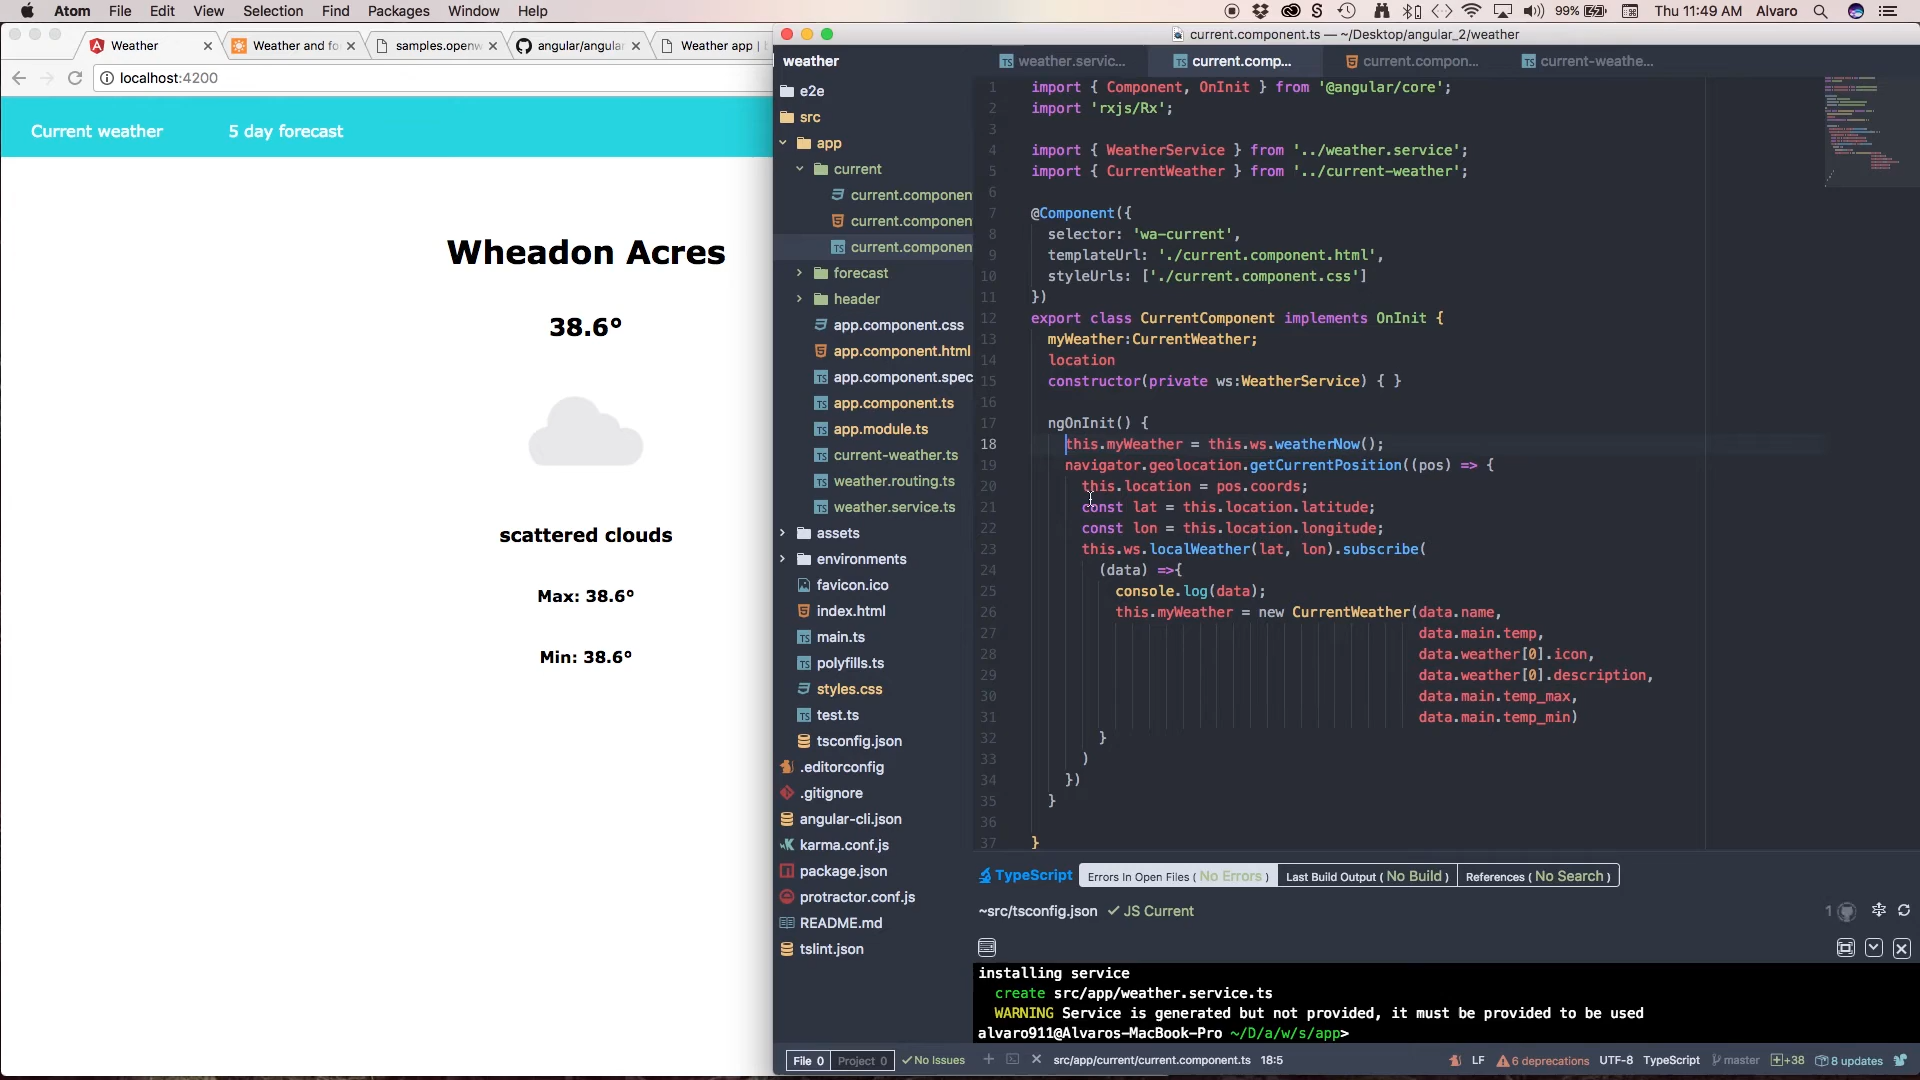 Atom File Edit View Selection Find Packages Window Help 99% Thu 11:49 AM Alvaro
Weather Weather and fo samples.openw angular/angular Weather app | b
localhost:4200
Current weather 5 day forecast
Wheadon Acres
38.6°
scattered clouds
Max: 38.6°
Min: 38.6°
current.component.ts — ~/Desktop/angular_2/weather
weather
e2e
src
app
current
current.componen
current.componen
current.componen
forecast
header
app.component.css
app.component.html
app.component.spec
app.component.ts
app.module.ts
current-weather.ts
weather.routing.ts
weather.service.ts
assets
environments
favicon.ico
index.html
main.ts
polyfills.ts
styles.css
test.ts
tsconfig.json
.editorconfig
.gitignore
angular-cli.json
karma.conf.js
package.json
protractor.conf.js
README.md
tslint.json
weather.servic... current.comp... current.compon... current-weathe...
1 import { Component, OnInit } from '@angular/core';
2 import 'rxjs/Rx';
3
4 import { WeatherService } from '../weather.service';
5 import { CurrentWeather } from '../current-weather';
6
7 @Component({
8 selector: 'wa-current',
9 templateUrl: './current.component.html',
10 styleUrls: ['./current.component.css']
11 })
12 export class CurrentComponent implements OnInit {
13 myWeather:CurrentWeather;
14 location
15 constructor(private ws:WeatherService) { }
16
17 ngOnInit() {
18 this.myWeather = this.ws.weatherNow();
19 navigator.geolocation.getCurrentPosition((pos) => {
20 this.location = pos.coords;
21 const lat = this.location.latitude;
22 const lon = this.location.longitude;
23 this.ws.localWeather(lat, lon).subscribe(
24 (data) =>{
25 console.log(data);
26 this.myWeather = new CurrentWeather(data.name,
27 data.main.temp,
28 data.weather[0].icon,
29 data.weather[0].description,
30 data.main.temp_max,
31 data.main.temp_min)
32 }
33 )
34 })
35 }
36
37 }
TypeScript Errors In Open Files ( No Errors ) Last Build Output ( No Build ) References ( No Search )
~src/tsconfig.json ✓ JS Current 1
installing service
create src/app/weather.service.ts
WARNING Service is generated but not provided, it must be provided to be used
alvaro911@Alvaros-MacBook-Pro ~/D/a/w/s/app>
File 0 Project 0 ✓ No Issues + × src/app/current/current.component.ts 18:5 LF 6 deprecations UTF-8 TypeScript master +38 8 updates